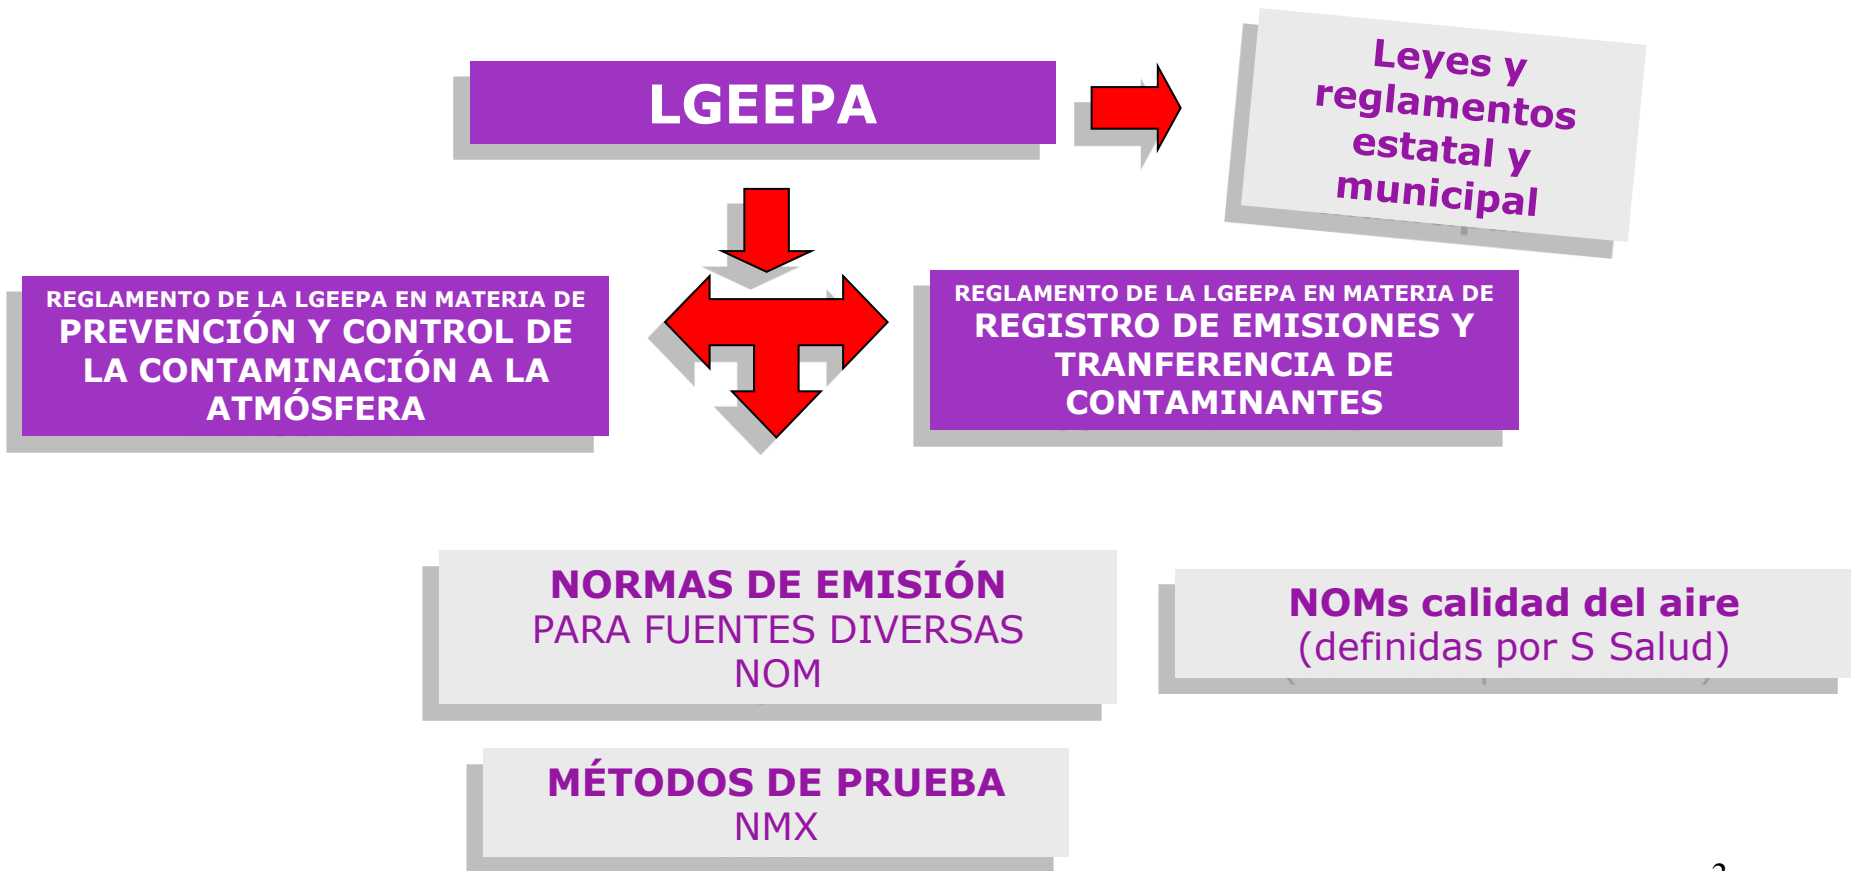 LGEEPA
Leyes y
reglamentos
estatal y
municipal
REGLAMENTO DE LA LGEEPA EN MATERIA DE
PREVENCIÓN Y CONTROL DE
LA CONTAMINACIÓN A LA
ATMÓSFERA
REGLAMENTO DE LA LGEEPA EN MATERIA DE
REGISTRO DE EMISIONES Y
TRANFERENCIA DE
CONTAMINANTES
NORMAS DE EMISIÓN
PARA FUENTES DIVERSAS
NOM
NOMs calidad del aire
(definidas por S Salud)
MÉTODOS DE PRUEBA
NMX